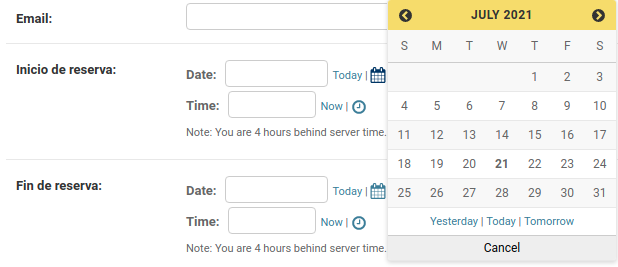 Email:
Inicio de reserva:
Date: Today |
Time: Now |
Note: You are 4 hours behind server time.
Fin de reserva:
Date: Today |
Time: Now |
Note: You are 4 hours behind server time.
JULY 2021
S M T W T F S
1 2 3
4 5 6 7 8 9 10
11 12 13 14 15 16 17
18 19 20 21 22 23 24
25 26 27 28 29 30 31
Yesterday | Today | Tomorrow
Cancel